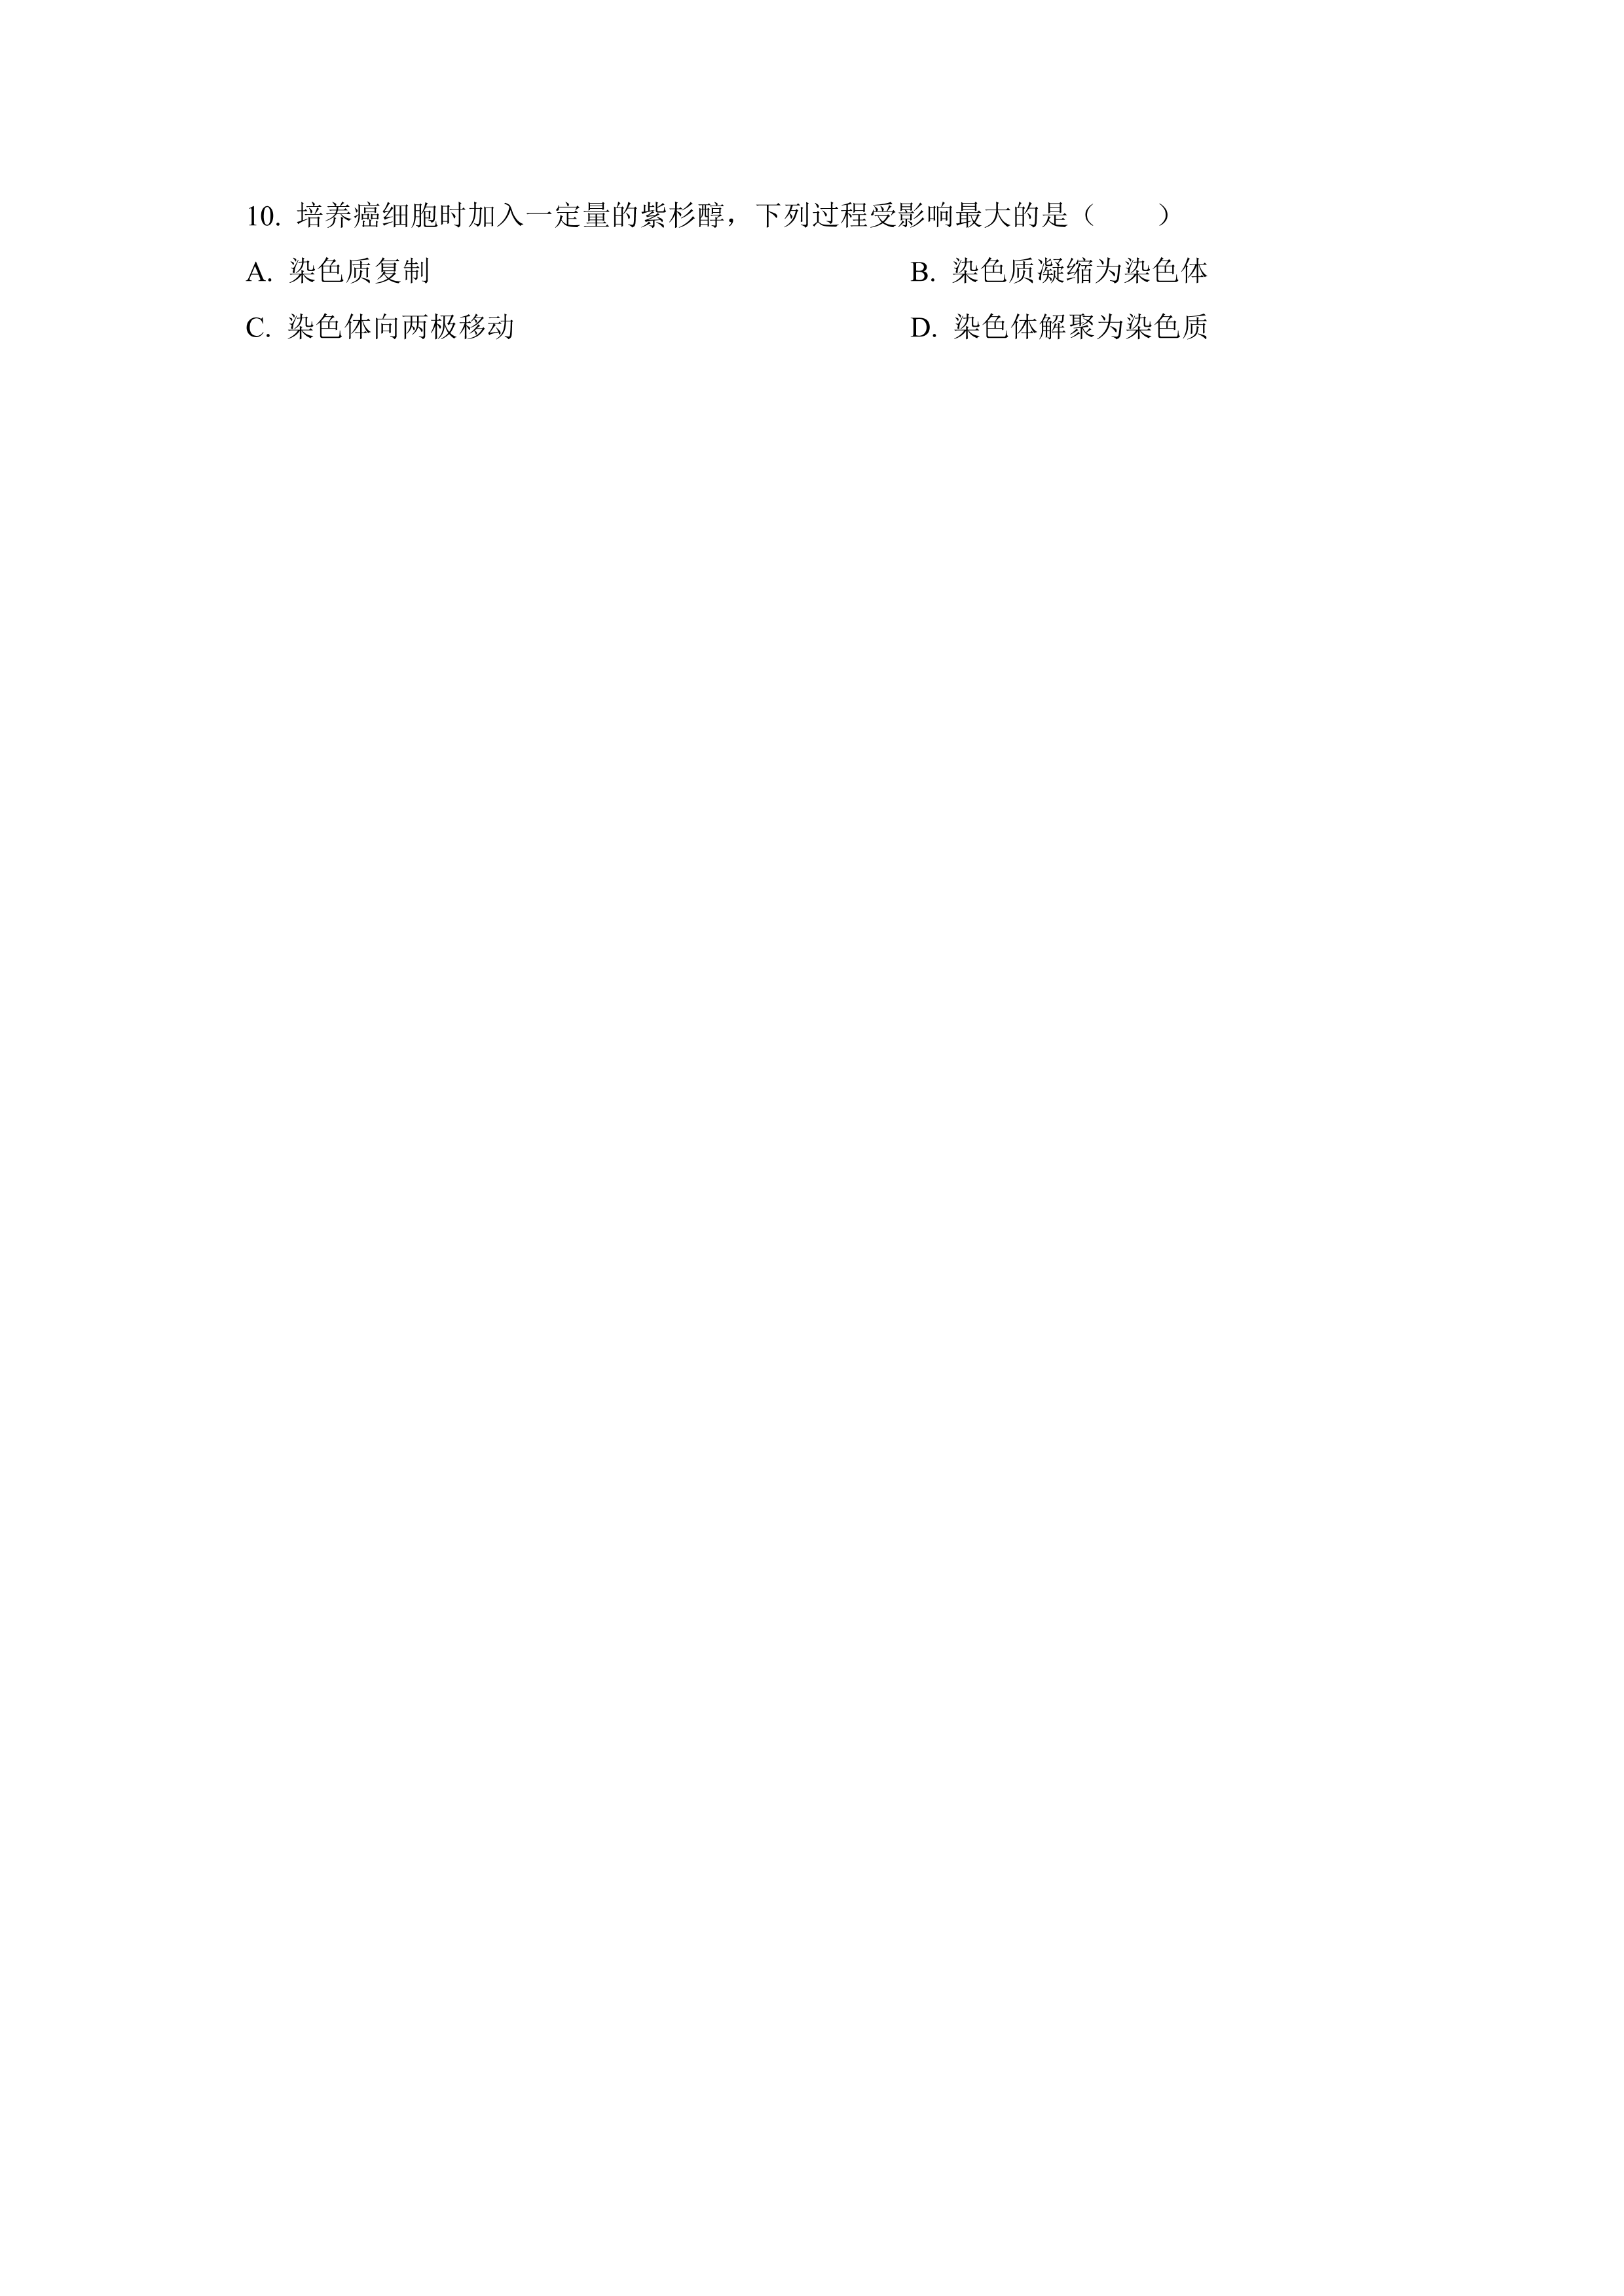 10. 培养癌细胞时加入一定量的紫杉醇，下列过程受影响最大的是（  ）
A. 染色质复制 B. 染色质凝缩为染色体
C. 染色体向两极移动 D. 染色体解聚为染色质